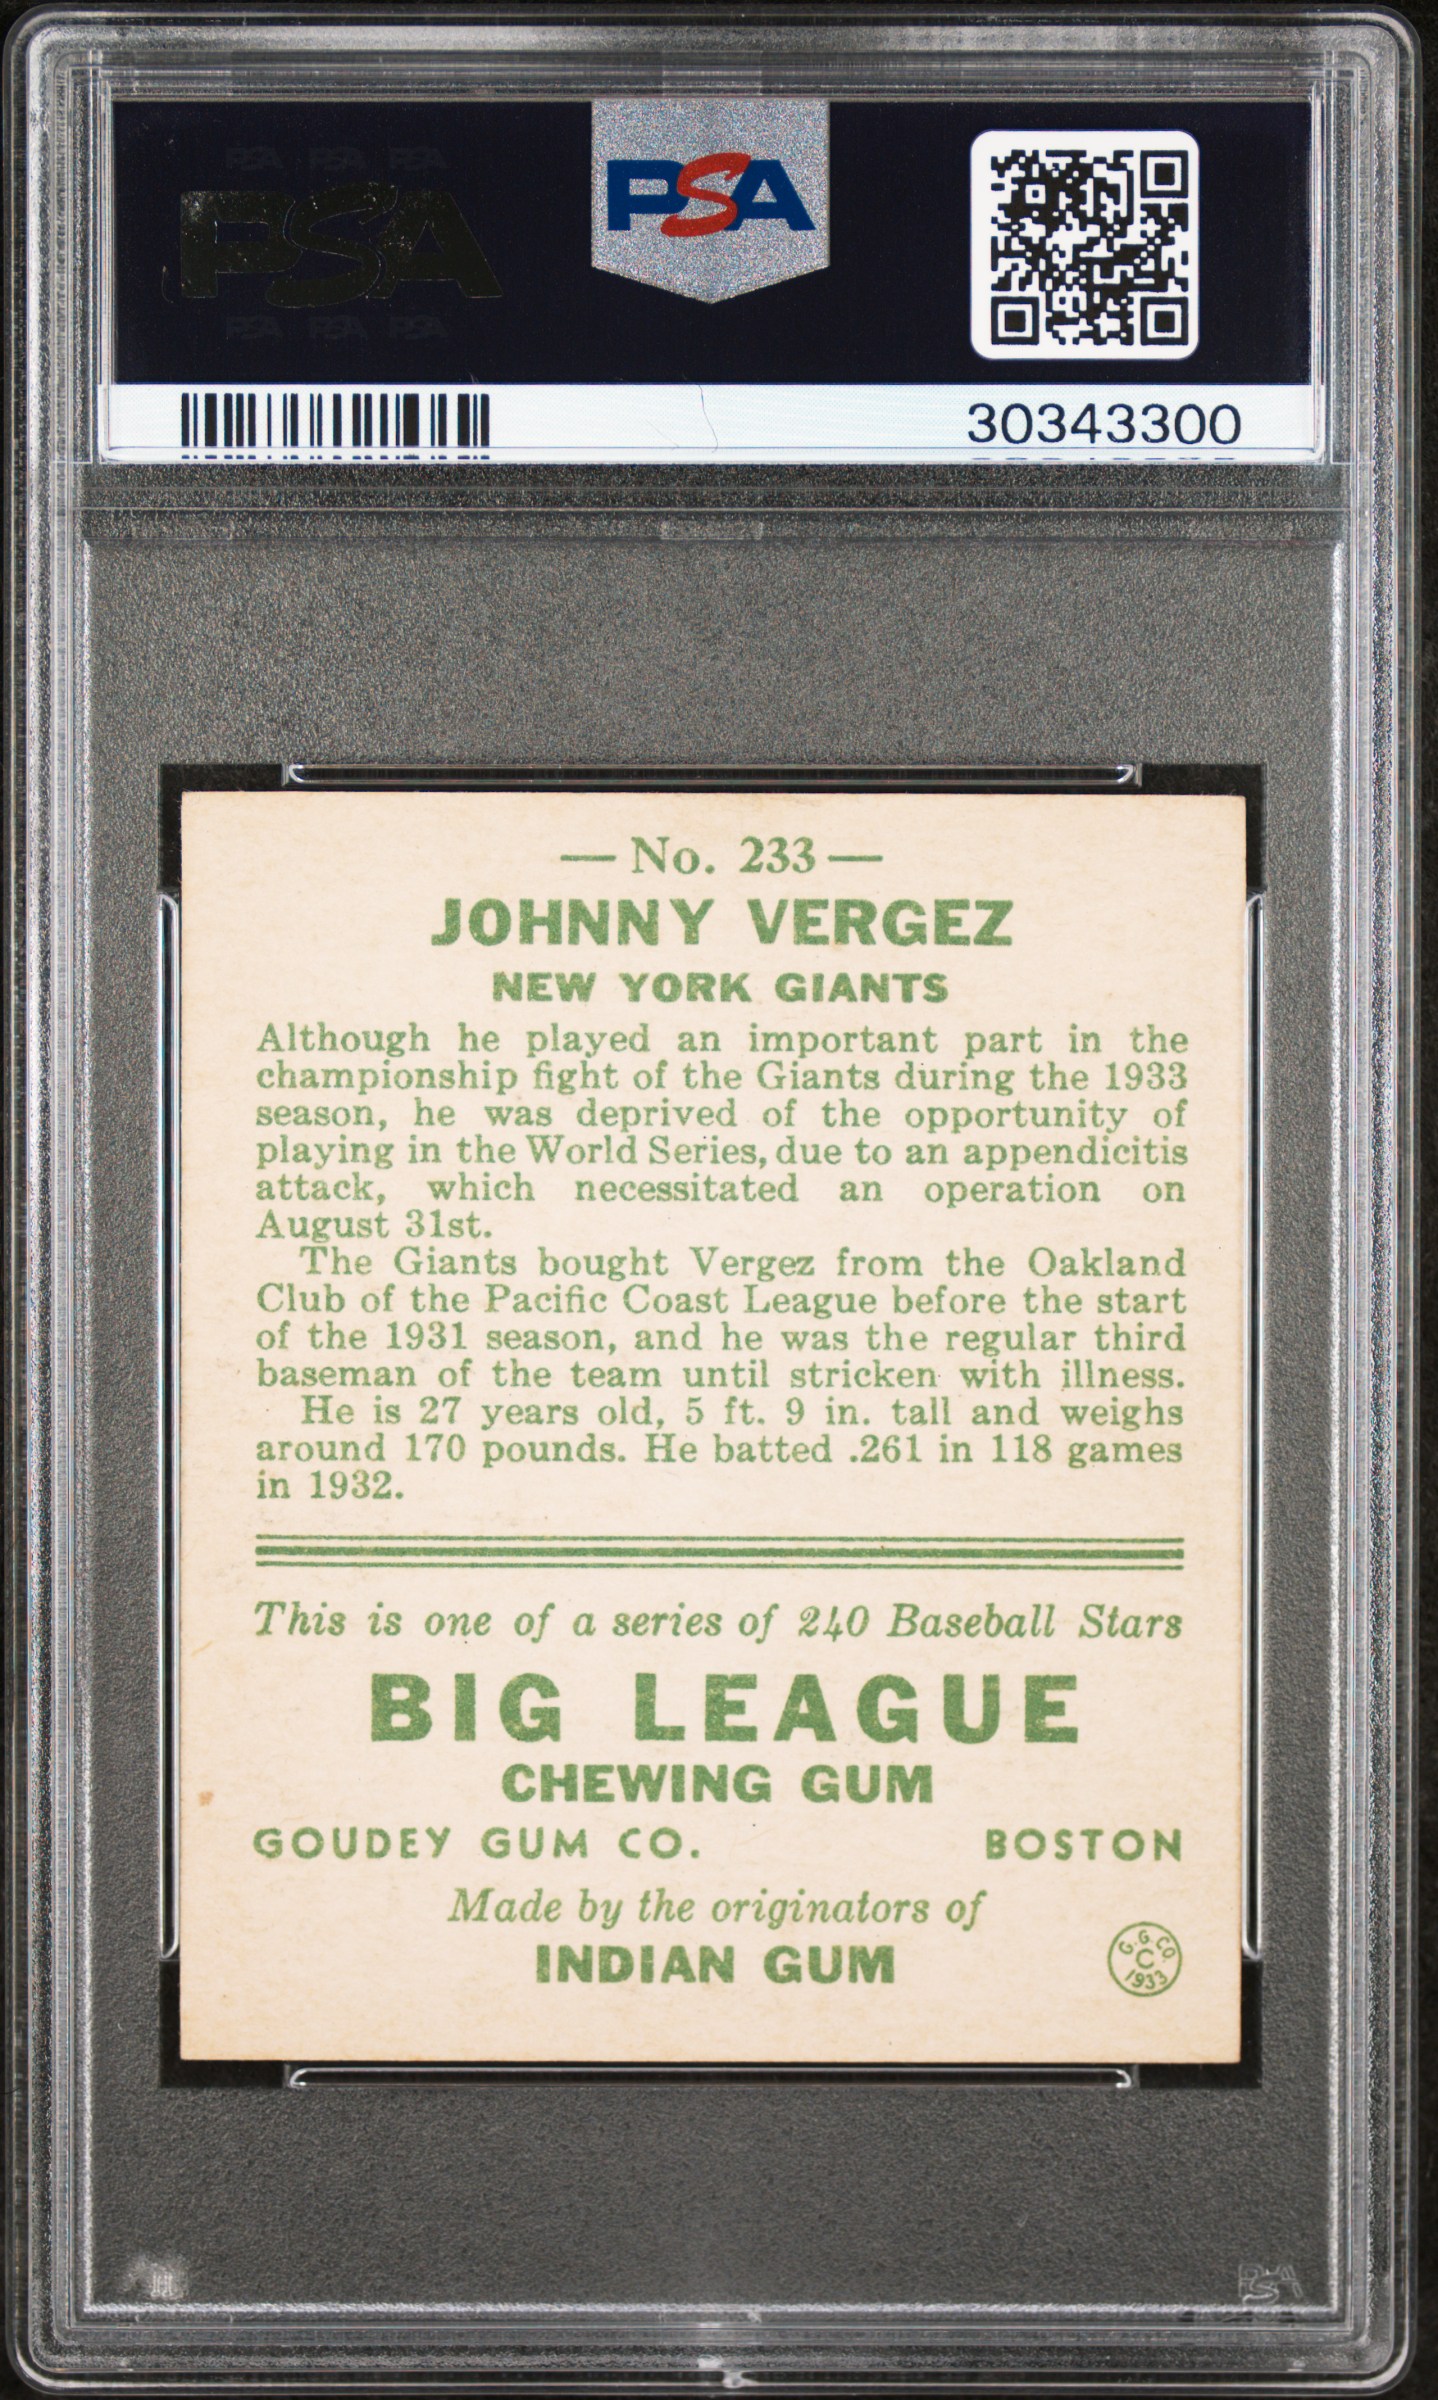 PSA PSA PSA
PSA
PSA PSA PSA
PSA
30343300
— No. 233 —
JOHNNY VERGEZ
NEW YORK GIANTS
Although he played an important part in the
championship fight of the Giants during the 1933
season, he was deprived of the opportunity of
playing in the World Series, due to an appendicitis
attack, which necessitated an operation on
August 31st.
The Giants bought Vergez from the Oakland
Club of the Pacific Coast League before the start
of the 1931 season, and he was the regular third
baseman of the team until stricken with illness.
He is 27 years old, 5 ft. 9 in. tall and weighs
around 170 pounds. He batted .261 in 118 games
in 1932.
This is one of a series of 240 Baseball Stars
BIG LEAGUE
CHEWING GUM
GOUDEY GUM CO. BOSTON
Made by the originators of
INDIAN GUM
G. G. CO.
C
1933
PSA